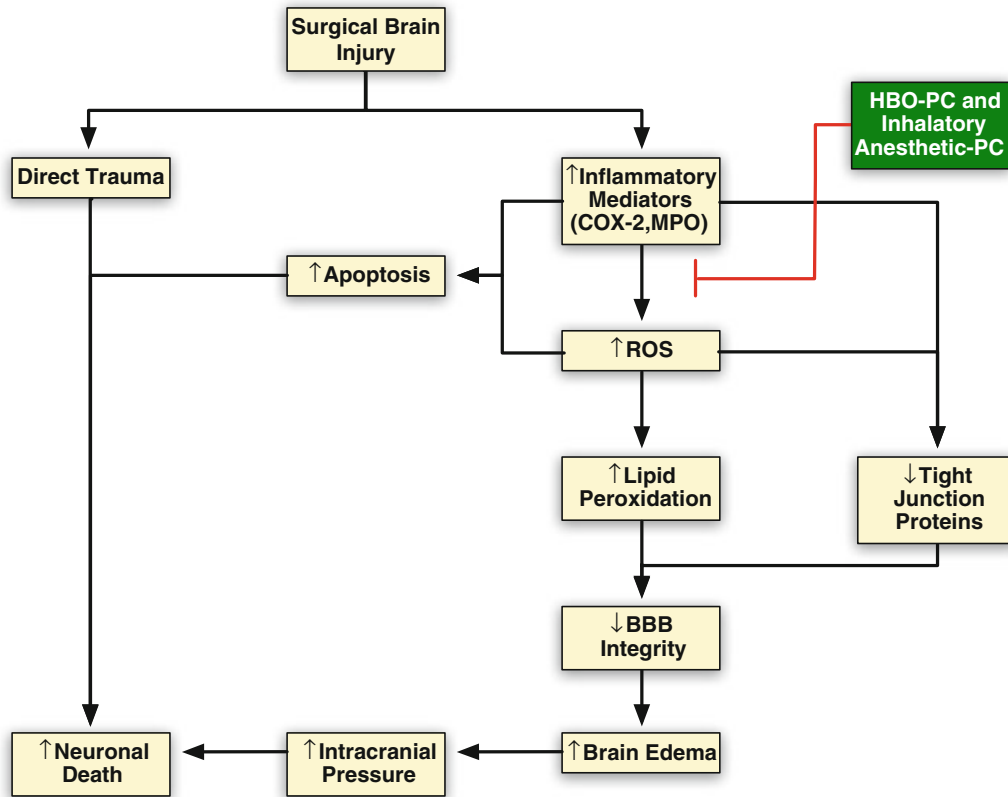 Surgical Brain
Injury
HBO-PC and
Inhalatory
Anesthetic-PC
Direct Trauma
↑Inflammatory
Mediators
(COX-2,MPO)
↑Apoptosis
↑ROS
↑Lipid
Peroxidation
↓Tight
Junction
Proteins
↓BBB
Integrity
↑Neuronal
Death
↑Intracranial
Pressure
↑Brain Edema